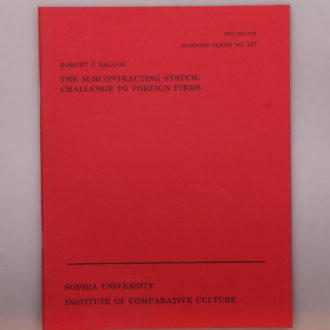 BUSINESS SERIES NO. 137
ROBERT J. BALLON
THE SUBCONTRACTING SYSTEM:
CHALLENGE TO FOREIGN FIRMS
SOPHIA UNIVERSITY
INSTITUTE OF COMPARATIVE CULTURE